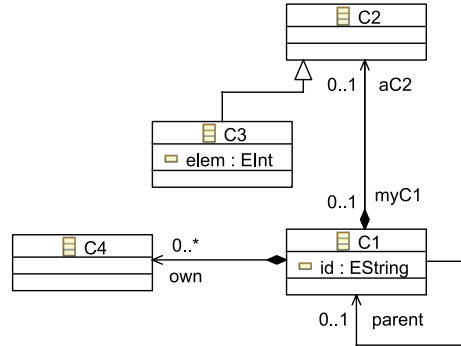 C2
0..1 aC2
C3
elem : EInt
0..1 myC1
C4
0..*
own
C1
id : EString
0..1 parent